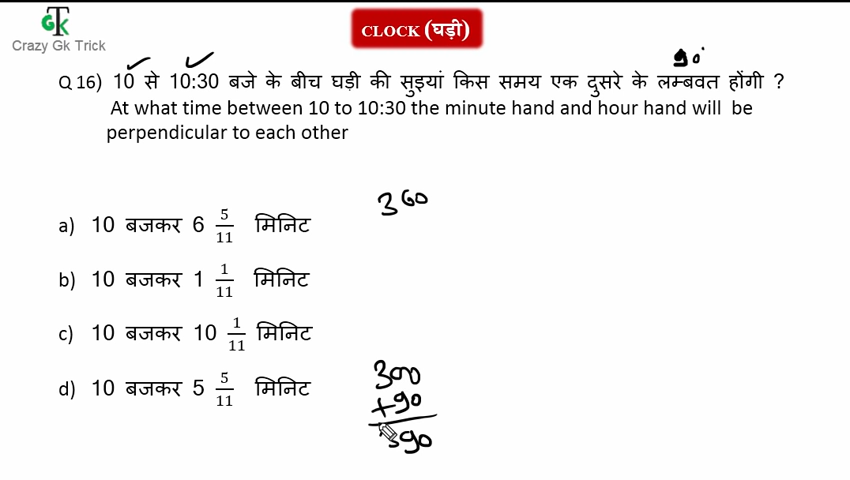 GTK
Crazy Gk Trick
CLOCK (घड़ी)
90°
Q 16) 10 से 10:30 बजे के बीच घड़ी की सुइयां किस समय एक दुसरे के लम्बवत होंगी ?
At what time between 10 to 10:30 the minute hand and hour hand will be
perpendicular to each other
360
a) 10 बजकर 6 5/11 मिनिट
b) 10 बजकर 1 1/11 मिनिट
c) 10 बजकर 10 1/11 मिनिट
d) 10 बजकर 5 5/11 मिनिट
300
+90
390